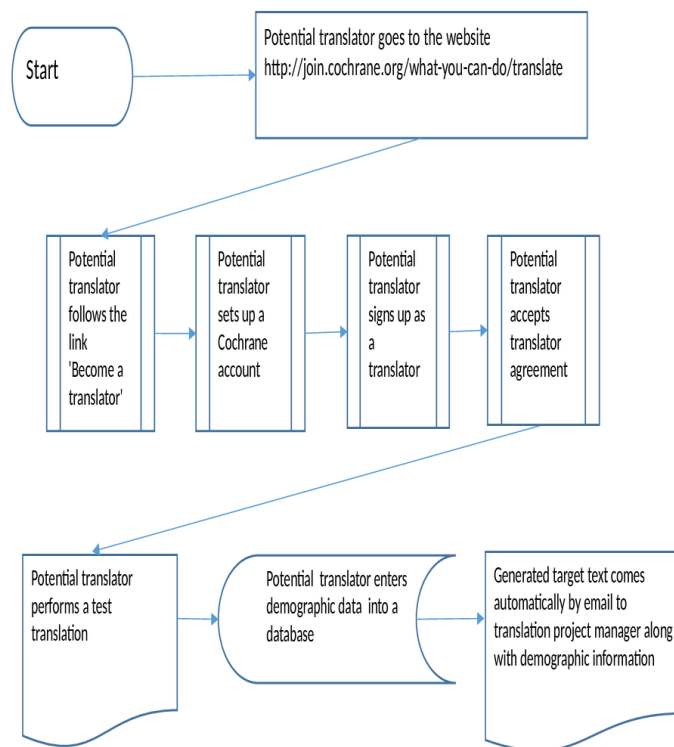 Start
Potential translator goes to the website
http://join.cochrane.org/what-you-can-do/translate
Potential
translator
follows the
link
'Become a
translator'
Potential
translator
sets up a
Cochrane
account
Potential
translator
signs up as
a
translator
Potential
translator
accepts
translator
agreement
Potential translator
performs a test
translation
Potential  translator enters
demographic data  into a
database
Generated target text comes
automatically by email to
translation project manager along
with demographic information